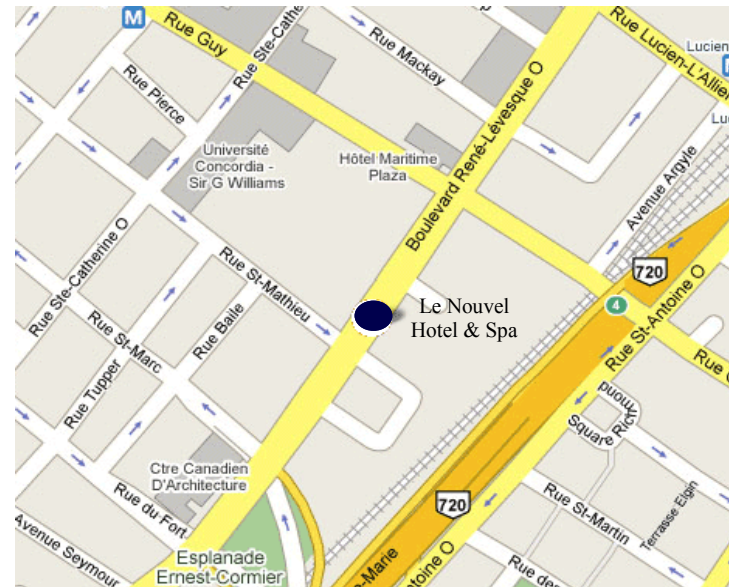 M
Rue Guy
Rue Ste-Cathe
Rue Mackay
Rue Lucien-L'Allier
Lucien
M
Luc
Rue Pierce
Université
Concordia -
Sir G Williams
Hôtel Maritime
Plaza
Boulevard René-Lévesque O
Avenue Argyle
720
Rue Ste-Catherine O
Rue St-Mathieu
Le Nouvel
Hotel & Spa
4
Rue St-Antoine O
Rue St-Marc
Rue Baile
Rue Tupper
Rue G
Square Richmond
Ctre Canadien
D'Architecture
Rue du Fort
720
Rue St-Martin
Terrasse Elgin
Avenue Seymour
Esplanade
Ernest-Cormier
e-Marie
-Antoine O
Rue des